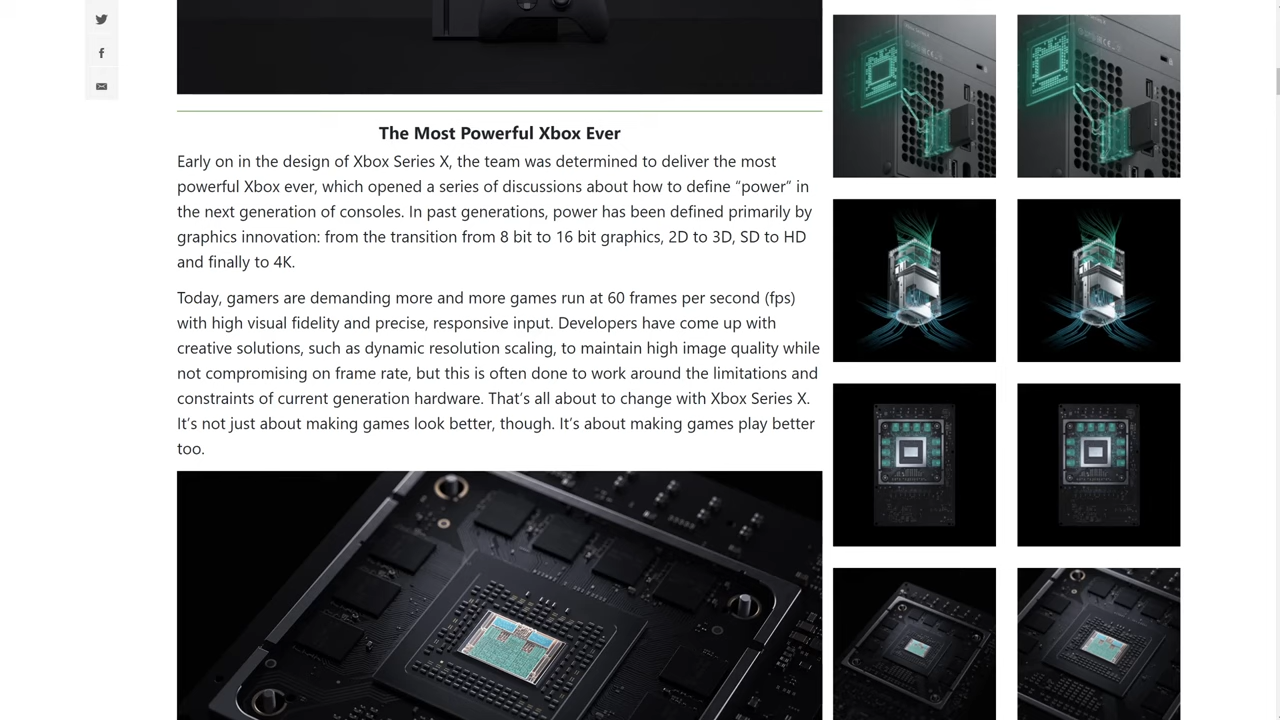 The Most Powerful Xbox Ever
Early on in the design of Xbox Series X, the team was determined to deliver the most
powerful Xbox ever, which opened a series of discussions about how to define “power” in
the next generation of consoles. In past generations, power has been defined primarily by
graphics innovation: from the transition from 8 bit to 16 bit graphics, 2D to 3D, SD to HD
and finally to 4K.
Today, gamers are demanding more and more games run at 60 frames per second (fps)
with high visual fidelity and precise, responsive input. Developers have come up with
creative solutions, such as dynamic resolution scaling, to maintain high image quality while
not compromising on frame rate, but this is often done to work around the limitations and
constraints of current generation hardware. That’s all about to change with Xbox Series X.
It’s not just about making games look better, though. It’s about making games play better
too.